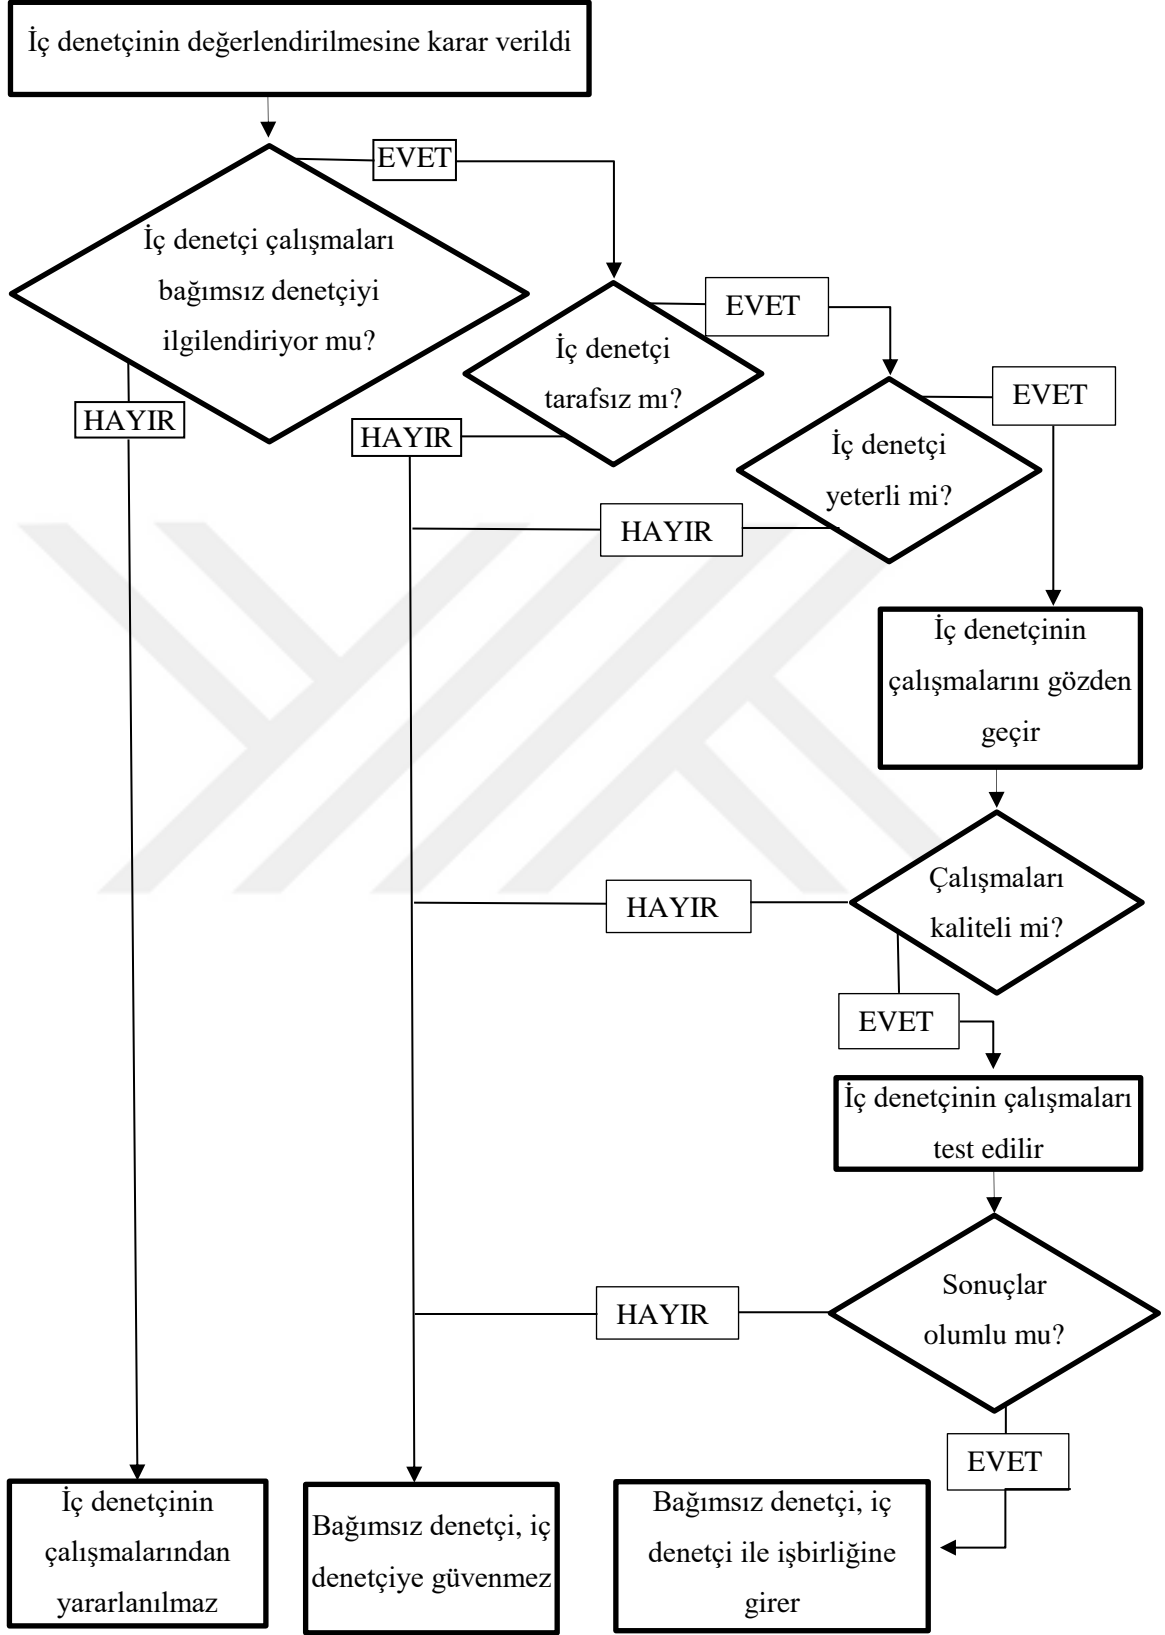 İç denetçinin değerlendirilmesine karar verildi
EVET
İç denetçi çalışmaları
bağımsız denetçiyi
ilgilendiriyor mu?
HAYIR
EVET
İç denetçi
tarafsız mı?
HAYIR
EVET
İç denetçi
yeterli mi?
HAYIR
İç denetçinin
çalışmalarını gözden
geçir
Çalışmaları
kaliteli mi?
HAYIR
EVET
İç denetçinin çalışmaları
test edilir
Sonuçlar
olumlu mu?
HAYIR
EVET
İç denetçinin
çalışmalarından
yararlanılmaz
Bağımsız denetçi, iç
denetçiye güvenmez
Bağımsız denetçi, iç
denetçi ile işbirliğine
girer